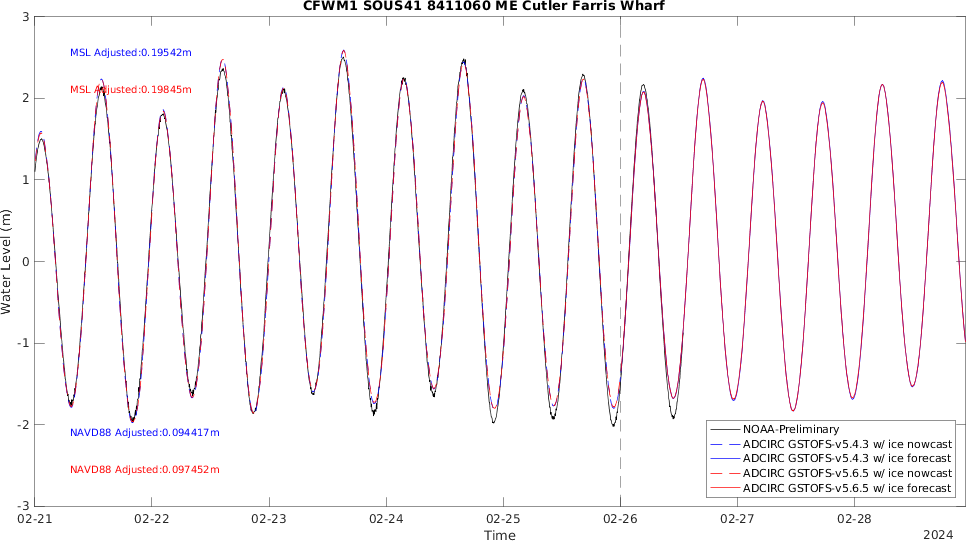 CFWM1 SOUS41 8411060 ME Cutler Farris Wharf
3
MSL Adjusted:0.19542m
MSL Adjusted:0.19845m
2
1
0
-1
-2
-3
Water Level (m)
NAVD88 Adjusted:0.094417m
NAVD88 Adjusted:0.097452m
NOAA-Preliminary
ADCIRC GSTOFS-v5.4.3 w/ ice nowcast
ADCIRC GSTOFS-v5.4.3 w/ ice forecast
ADCIRC GSTOFS-v5.6.5 w/ ice nowcast
ADCIRC GSTOFS-v5.6.5 w/ ice forecast
02-21 02-22 02-23 02-24 02-25 02-26 02-27 02-28
Time
2024